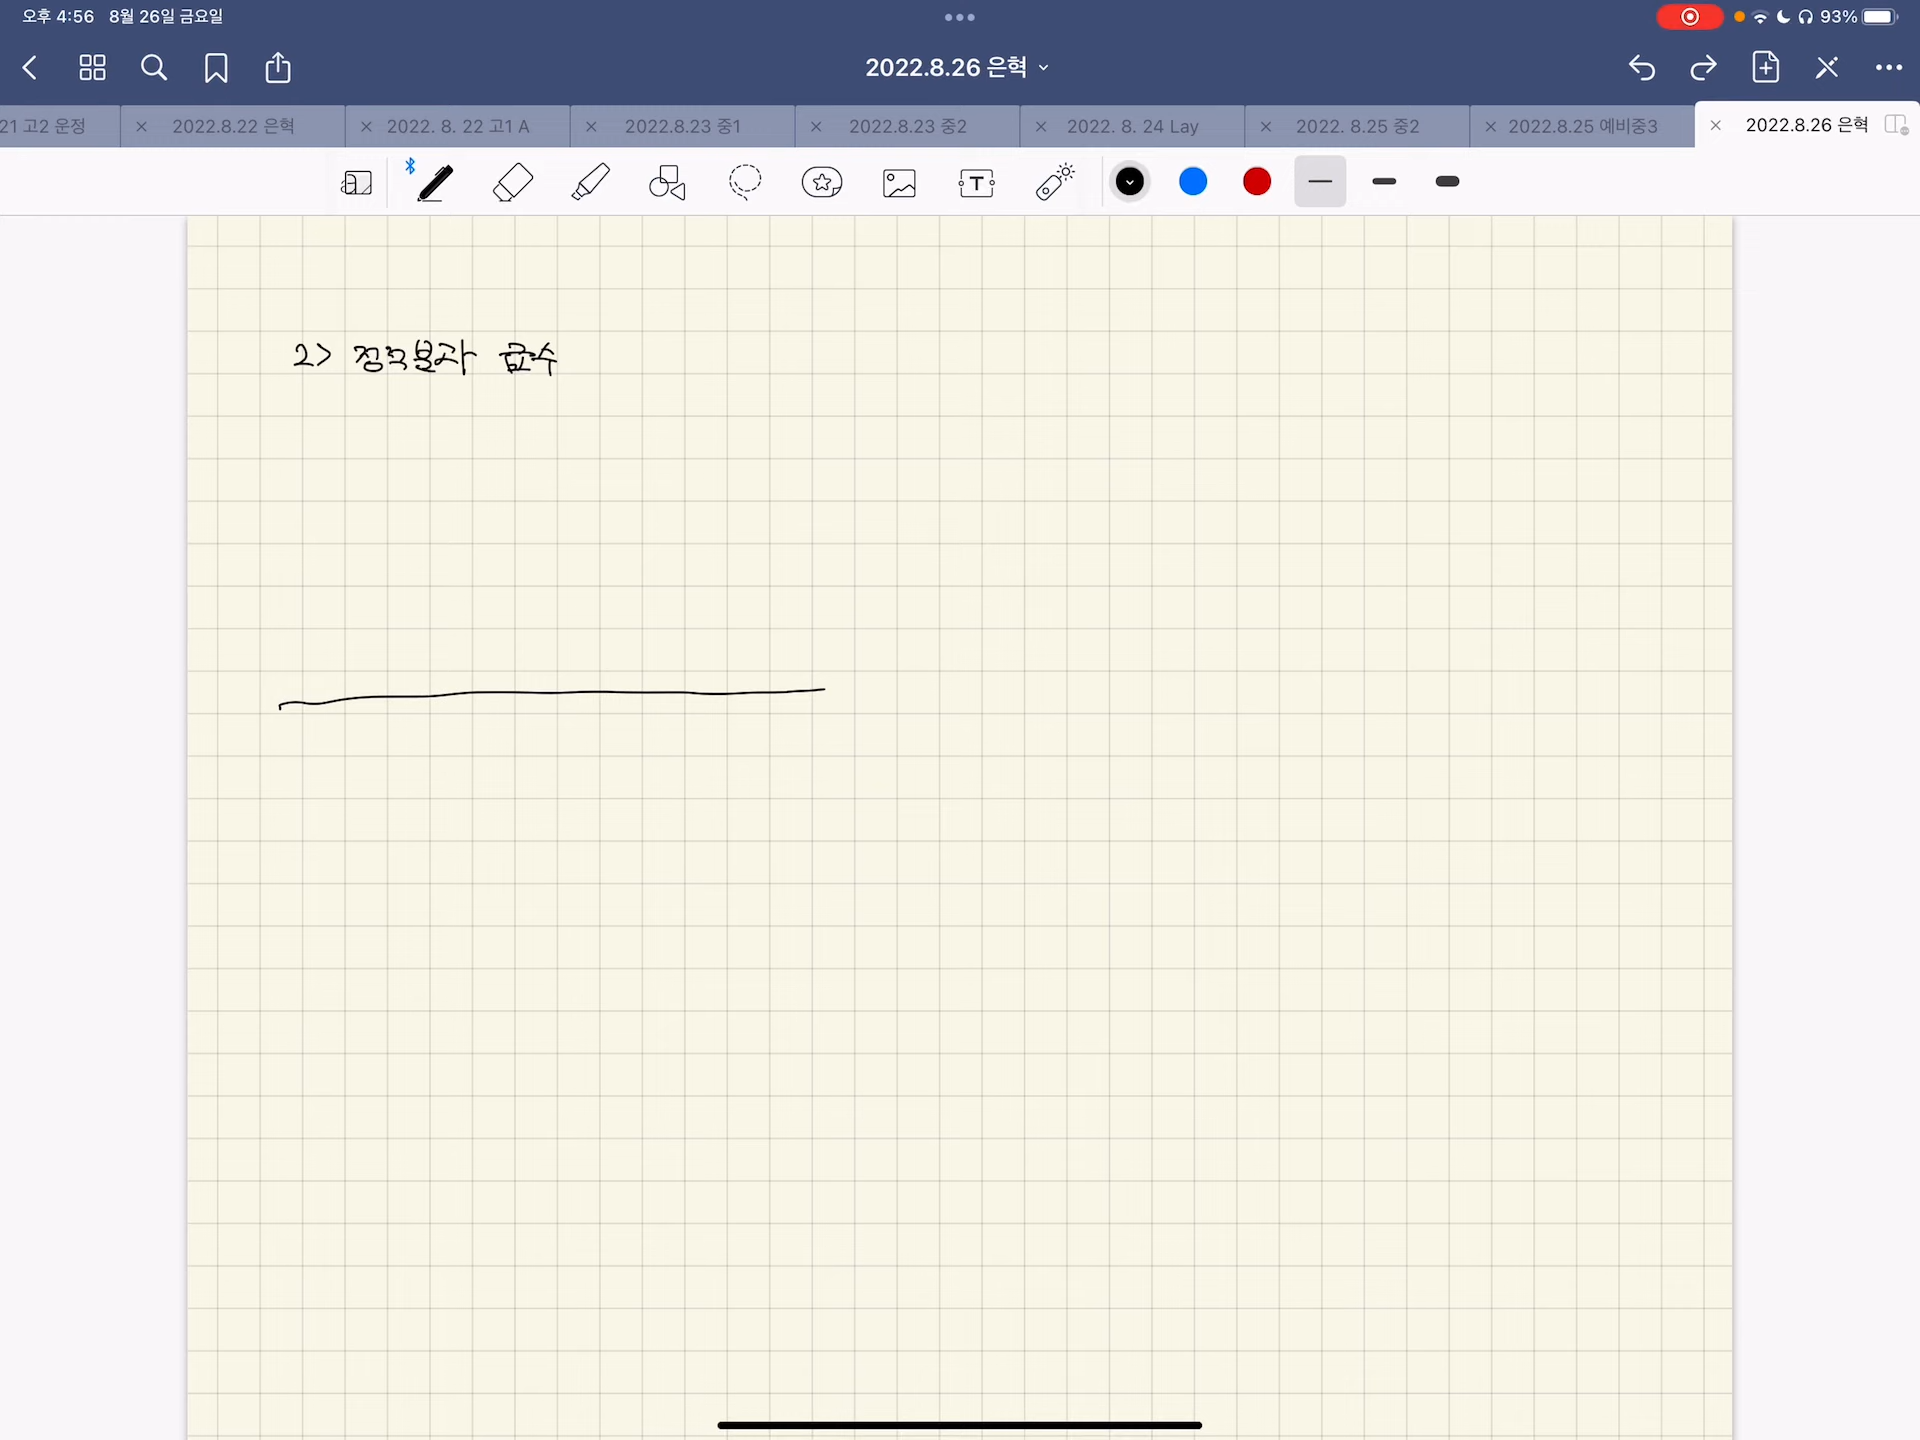 오후 4:56 8월 26일 금요일
93%
2022.8.26 은혁
21 고2 운정
2022.8.22 은혁
2022. 8. 22 고1 A
2022.8.23 중1
2022.8.23 중2
2022. 8. 24 Lay
2022. 8.25 중2
2022.8.25 예비중3
2022.8.26 은혁
2> 정적분과 급수